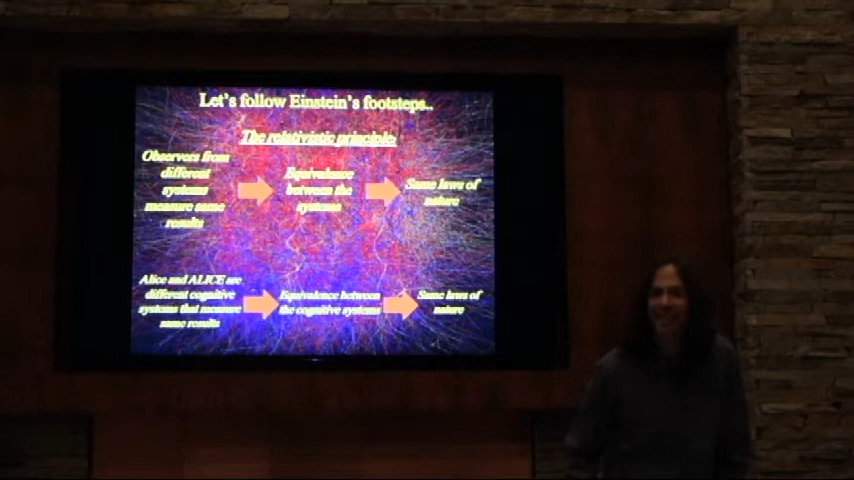 Let's follow Einstein's footsteps..
The relativistic principle:
Observers from
different
systems
measure same
results
Equivalence
between the
systems
Same laws of
nature
Alice and ALICE are
different cognitive
systems that measure
same results
Equivalence between
the cognitive systems
Same laws of
nature